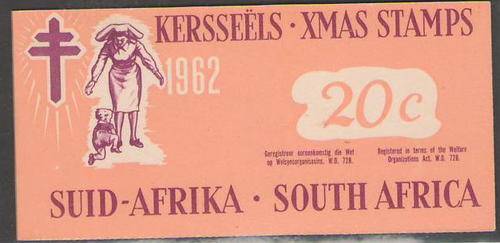 KERSSEËLS · XMAS STAMPS
1962
20c
Geregistreer ooreenkomstig die Wet
op Welsynsorganisasies, W.O. 728.
Registered in terms of the Welfare
Organizations Act, W.O. 728.
SUID-AFRIKA · SOUTH AFRICA